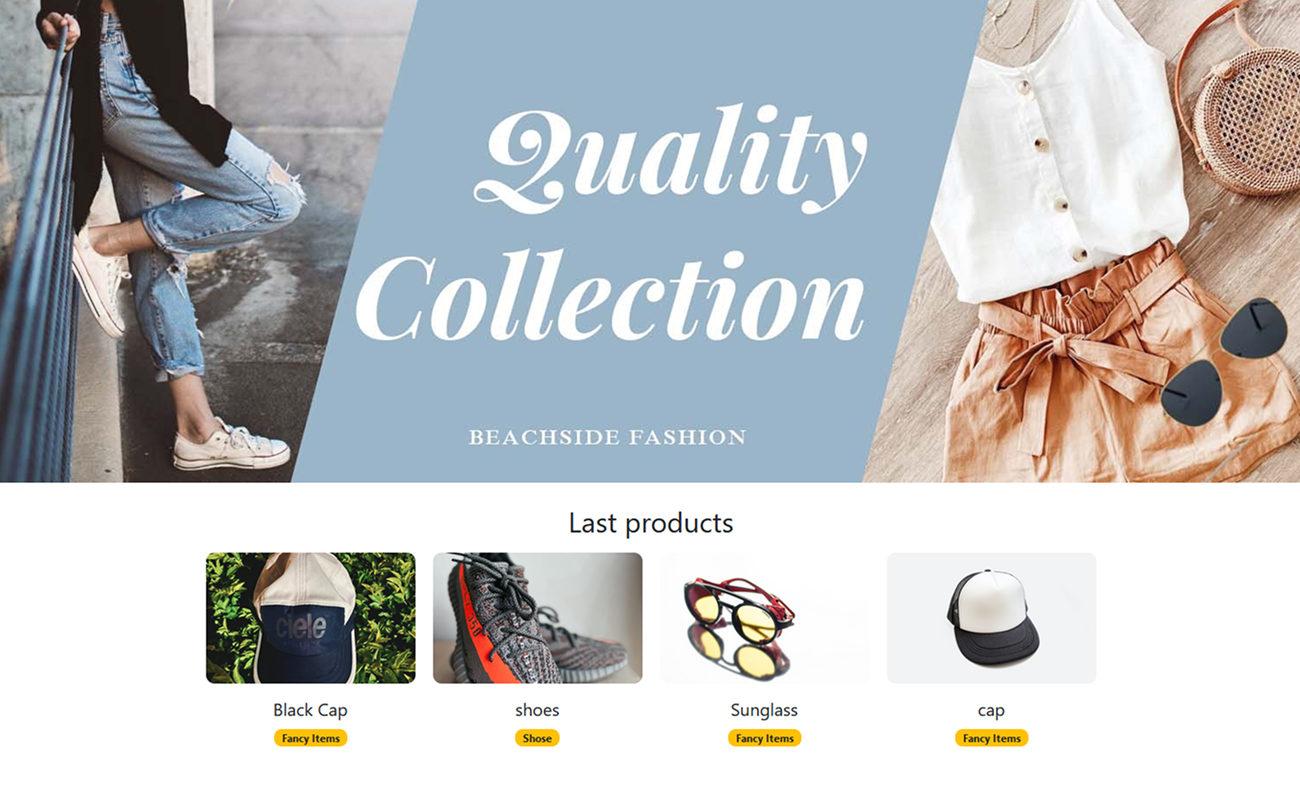 Quality
Collection
BEACHSIDE FASHION
Last products
ciele
350
Black Cap
shoes
Sunglass
cap
Fancy Items
Shose
Fancy Items
Fancy Items